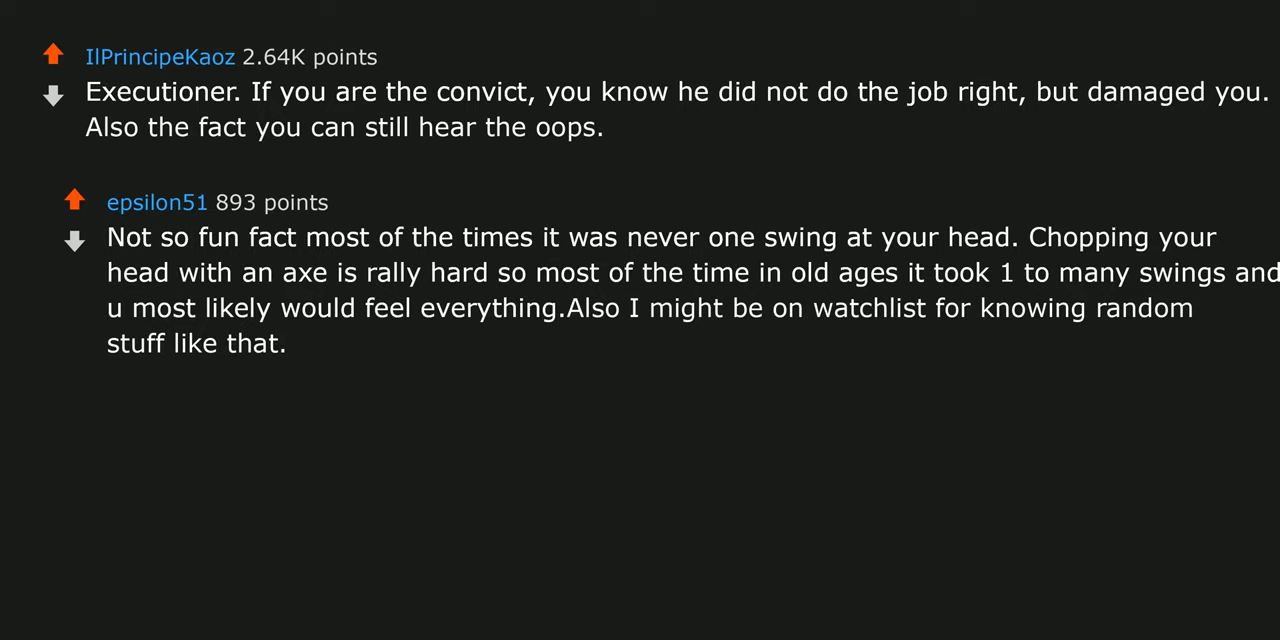 IlPrincipeKaoz 2.64K points
Executioner. If you are the convict, you know he did not do the job right, but damaged you.
Also the fact you can still hear the oops.
epsilon51 893 points
Not so fun fact most of the times it was never one swing at your head. Chopping your
head with an axe is rally hard so most of the time in old ages it took 1 to many swings and
u most likely would feel everything.Also I might be on watchlist for knowing random
stuff like that.